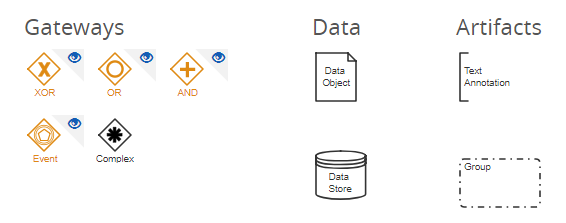 Gateways
Data
Artifacts
XOR
OR
AND
Data
Object
Text
Annotation
Event
Complex
Data
Store
Group